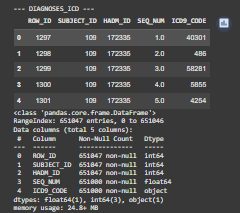 --- DIAGNOSES_ICD ---
ROW_ID SUBJECT_ID HADM_ID SEQ_NUM ICD9_CODE
0 1297 109 172335 1.0 40301
1 1298 109 172335 2.0 486
2 1299 109 172335 3.0 58281
3 1300 109 172335 4.0 5855
4 1301 109 172335 5.0 4254
<class 'pandas.core.frame.DataFrame'>
RangeIndex: 651047 entries, 0 to 651046
Data columns (total 5 columns):
# Column Non-Null Count Dtype
--- ------ -------------- -----
0 ROW_ID 651047 non-null int64
1 SUBJECT_ID 651047 non-null int64
2 HADM_ID 651047 non-null int64
3 SEQ_NUM 651000 non-null float64
4 ICD9_CODE 651000 non-null object
dtypes: float64(1), int64(3), object(1)
memory usage: 24.8+ MB